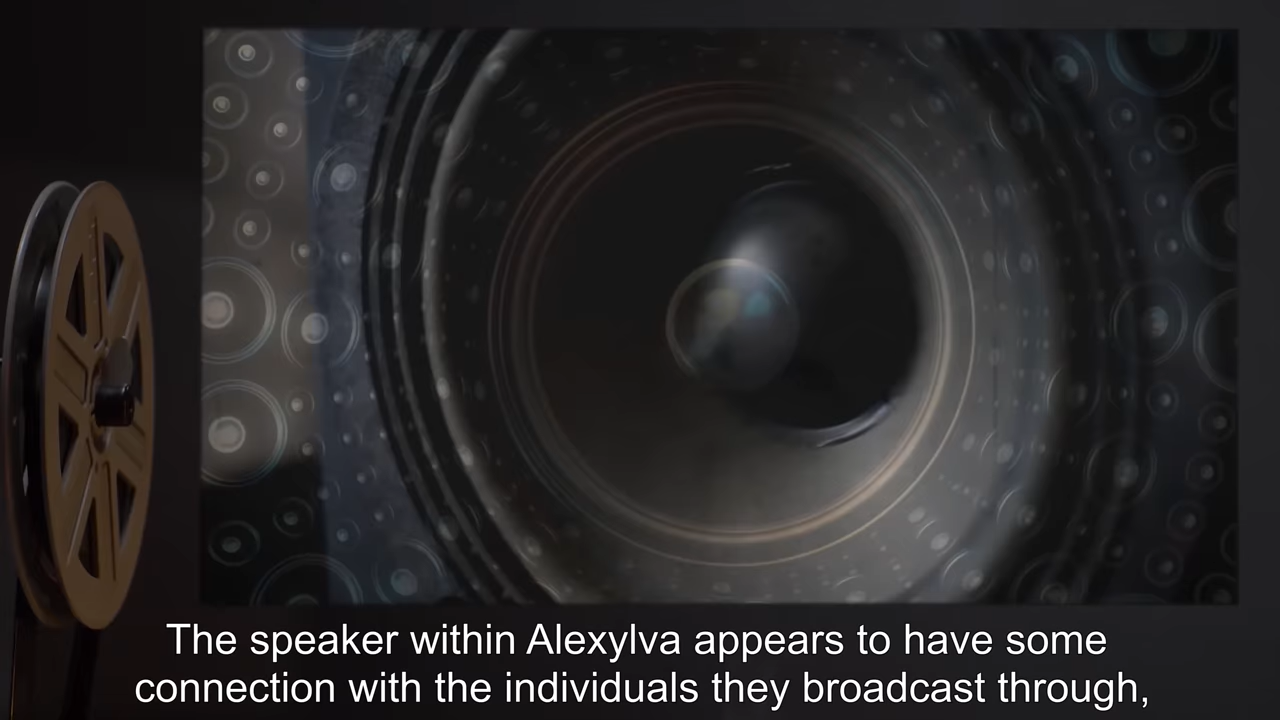 The speaker within Alexylva appears to have some
connection with the individuals they broadcast through,